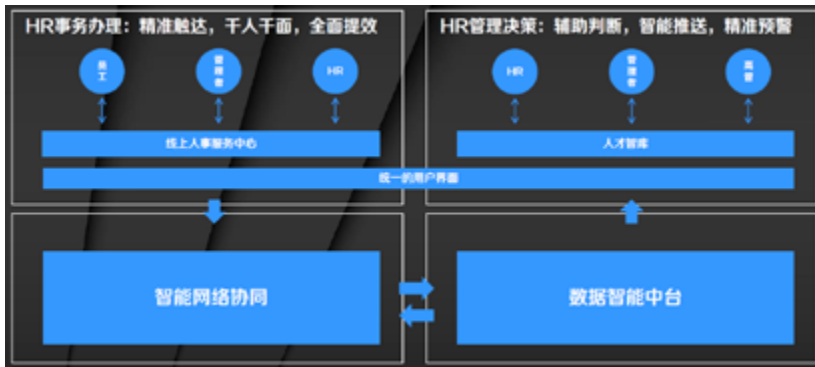 HR事务办理：精准触达，千人千面，全面提效
员工
管理者
HR
线上人事服务中心
HR管理决策：辅助判断，智能推送，精准预警
HR
管理者
高管
人才智库
统一的用户界面
智能网络协同
数据智能中台